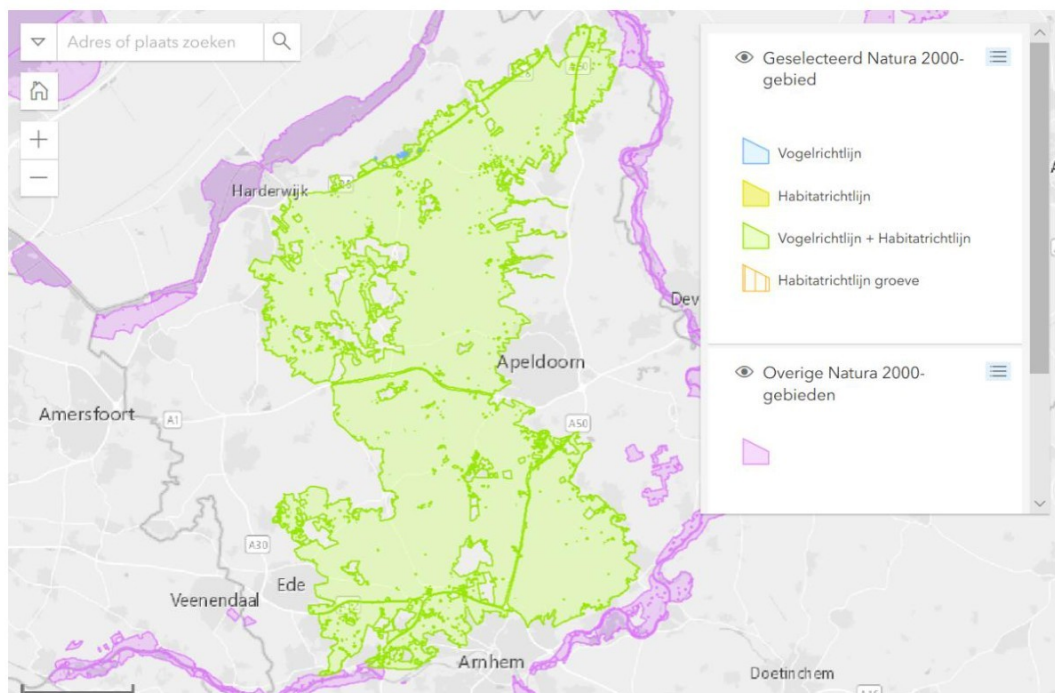 Adres of plaats zoeken
Geselecteerd Natura 2000-
gebied
Vogelrichtlijn
Habitatrichtlijn
Vogelrichtlijn + Habitatrichtlijn
Habitatrichtlijn groeve
Overige Natura 2000-
gebieden
A50
Harderwijk
Dev
Apeldoorn
Amersfoort
A1
A50
A30
Ede
Veenendaal
Arnhem
Doetinchem